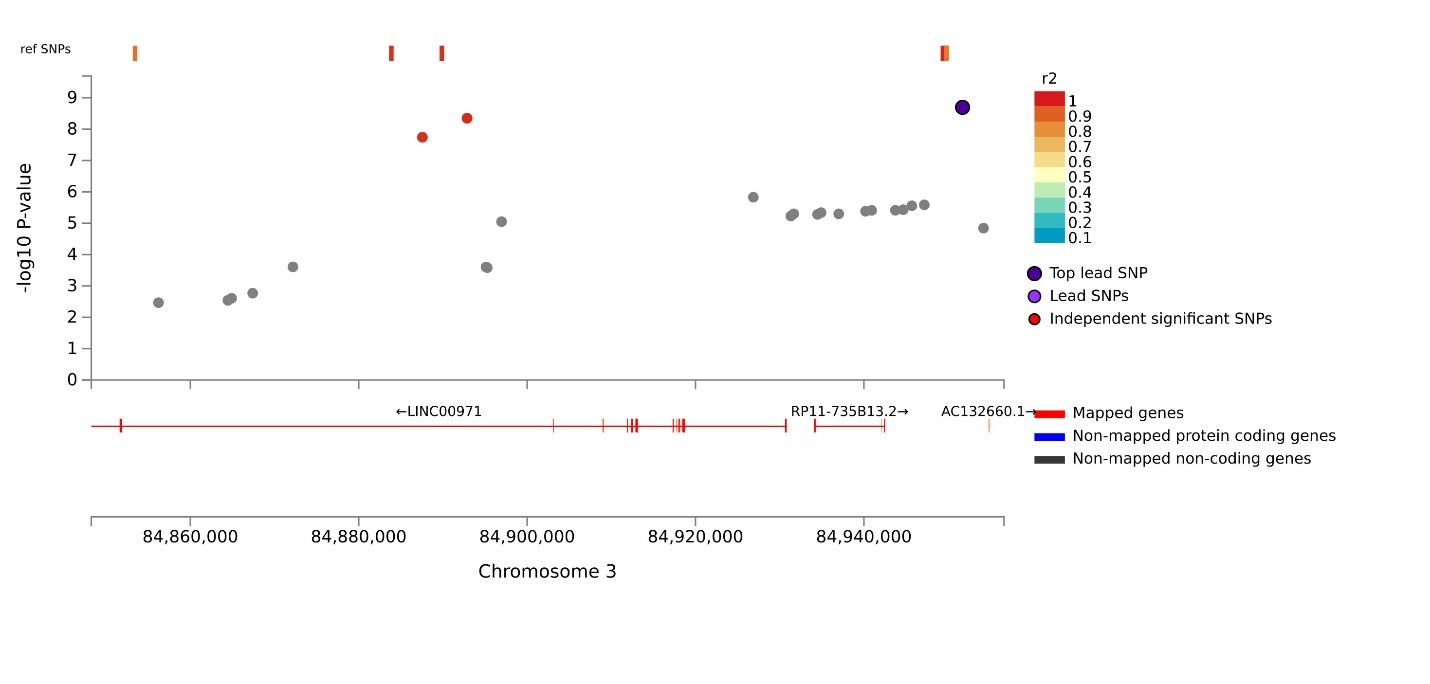 ref SNPs
r2
9
8
7
6
5
4
3
2
1
0
-log10 P-value
1
0.9
0.8
0.7
0.6
0.5
0.4
0.3
0.2
0.1
Top lead SNP
Lead SNPs
Independent significant SNPs
←LINC00971
RP11-735B13.2→
AC132660.1→
Mapped genes
Non-mapped protein coding genes
Non-mapped non-coding genes
84,860,000 84,880,000 84,900,000 84,920,000 84,940,000
Chromosome 3